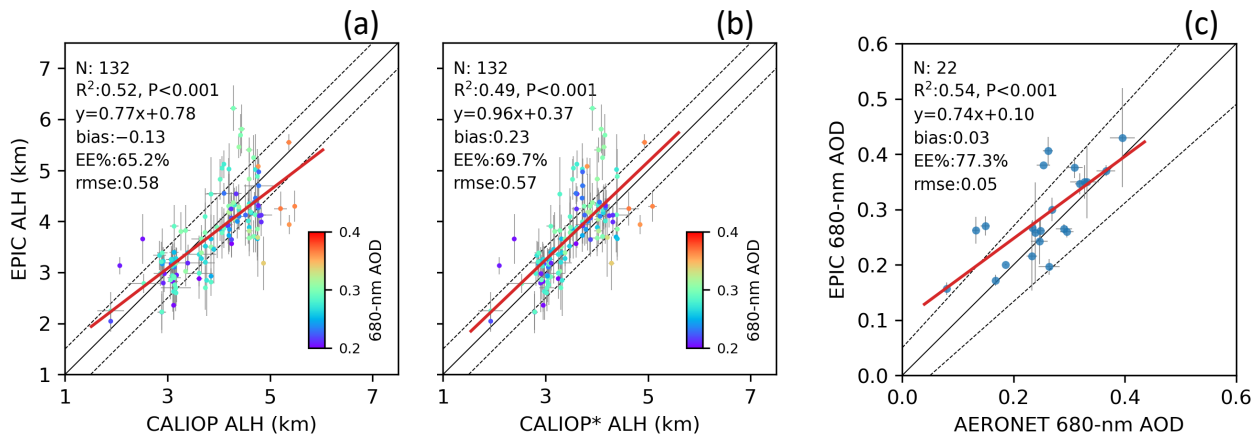 (a)
N: 132
R²:0.52, P<0.001
y=0.77x+0.78
bias:−0.13
EE%:65.2%
rmse:0.58
EPIC ALH (km)
7
6
5
4
3
2
1
1 3 5 7
CALIOP ALH (km)
0.4
0.3
0.2
680-nm AOD
(b)
N: 132
R²:0.49, P<0.001
y=0.96x+0.37
bias:0.23
EE%:69.7%
rmse:0.57
1 3 5 7
CALIOP* ALH (km)
0.4
0.3
0.2
680-nm AOD
(c)
N: 22
R²:0.54, P<0.001
y=0.74x+0.10
bias:0.03
EE%:77.3%
rmse:0.05
EPIC 680-nm AOD
0.6
0.5
0.4
0.3
0.2
0.1
0.0
0.0 0.2 0.4 0.6
AERONET 680-nm AOD